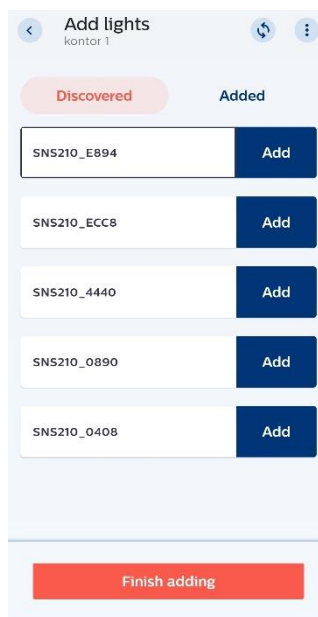 Add lights
kontor 1
Discovered Added
SNS210_E894 Add
SNS210_ECC8 Add
SNS210_4440 Add
SNS210_0890 Add
SNS210_0408 Add
Finish adding